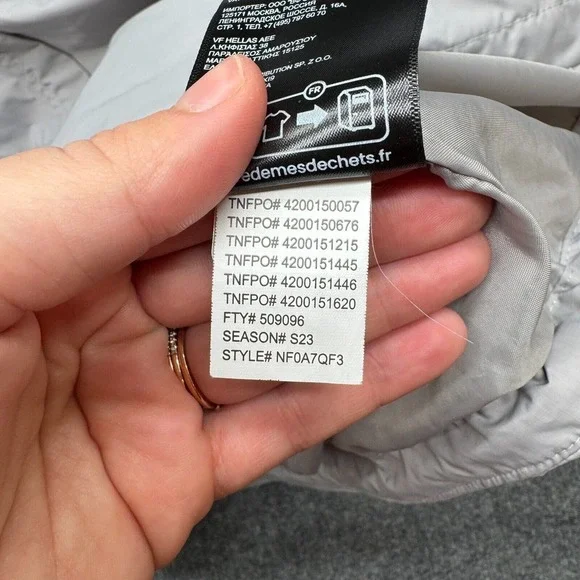 ИМПОРТЕР: ООО
125171 МОСКВА, РОССИЯ
ЛЕНИНГРАДСКОЕ ШОССЕ, Д. 16А,
СТР. 1, ТЕЛ. +7 (495) 797 60 70
VF HELLAS AEE
Λ.ΚΗΦΙΣΙΑΣ 36
ΠΑΡΑΔΕΙΣΟΣ ΑΜΑΡΟΥΣΙΟΥ
15125
SP. Z O.O.
FR
edemesdechets.fr
TNFPO# 4200150057
TNFPO# 4200150676
TNFPO# 4200151215
TNFPO# 4200151445
TNFPO# 4200151446
TNFPO# 4200151620
FTY# 509096
SEASON# S23
STYLE# NF0A7QF3